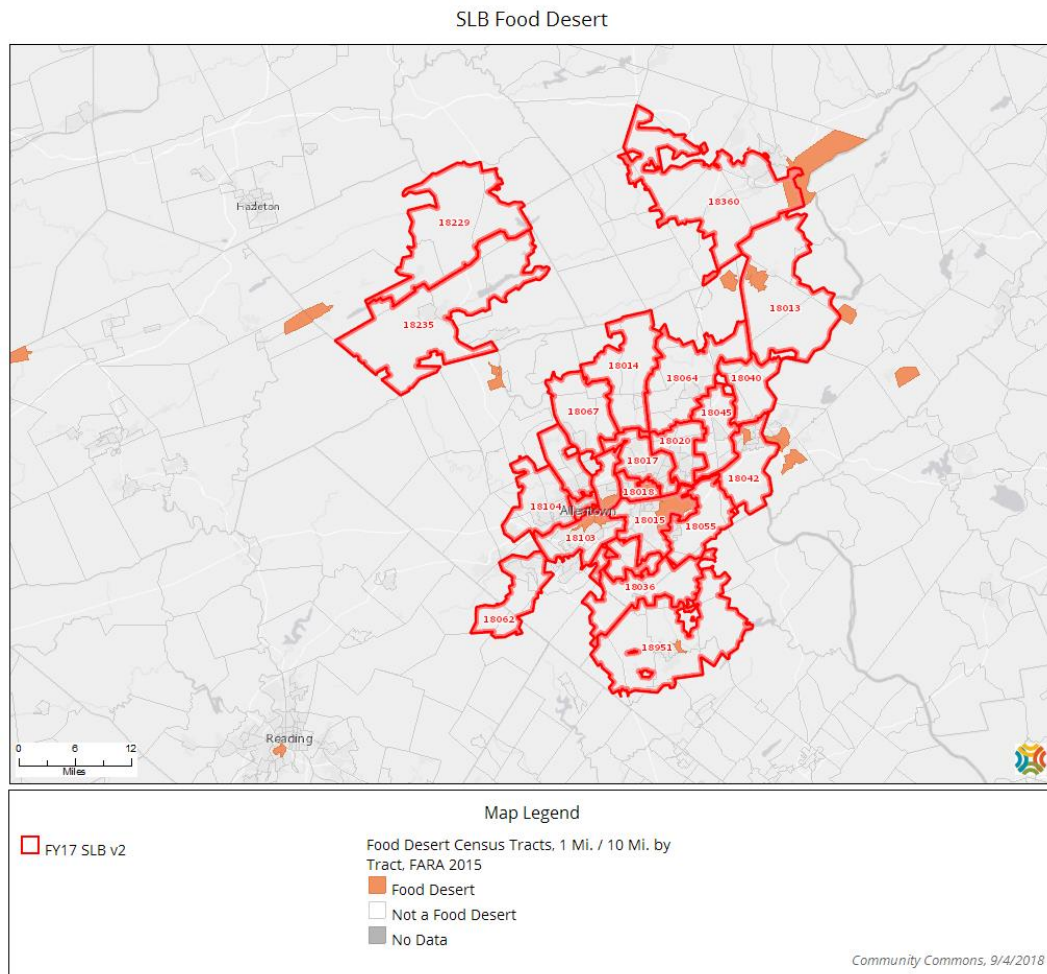 SLB Food Desert
Hazleton
18229
18360
18235
18013
18014
18064
18040
18067
18045
18020
18017
18042
18018
18104
Allentown
18015
18055
18103
18036
18062
18951
Reading
0 6 12
Miles
Map Legend
FY17 SLB v2
Food Desert Census Tracts, 1 Mi. / 10 Mi. by
Tract, FARA 2015
Food Desert
Not a Food Desert
No Data
Community Commons, 9/4/2018